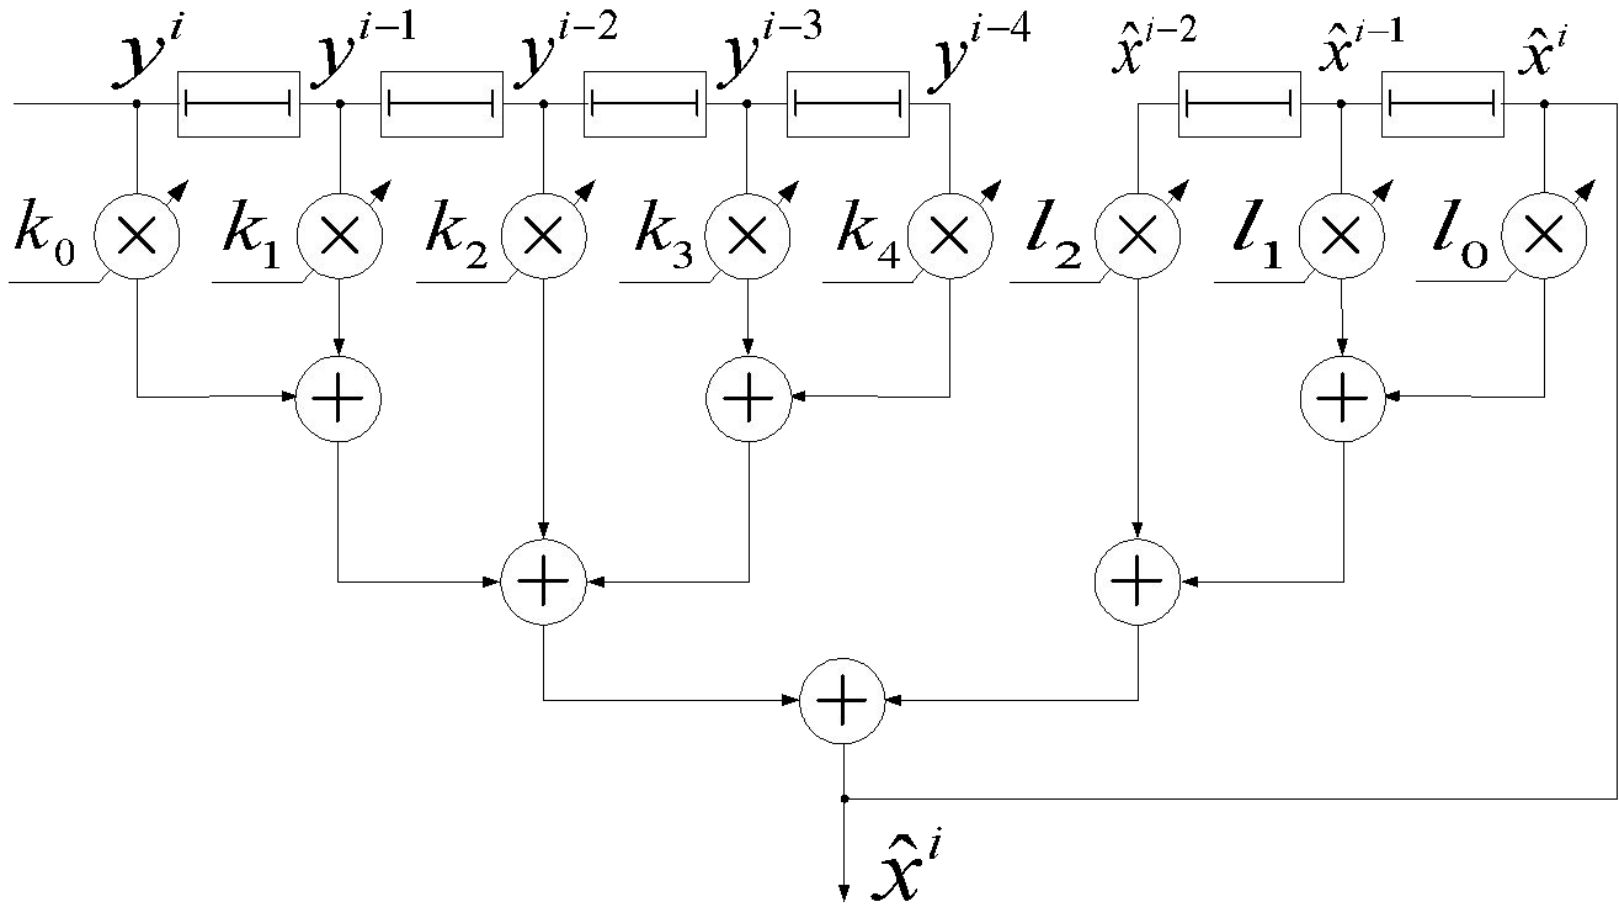 y^i y^{i-1} y^{i-2} y^{i-3} y^{i-4} x̂^{i-2} x̂^{i-1} x̂^i
k_0 k_1 k_2 k_3 k_4 l_2 l_1 l_0
x̂^i